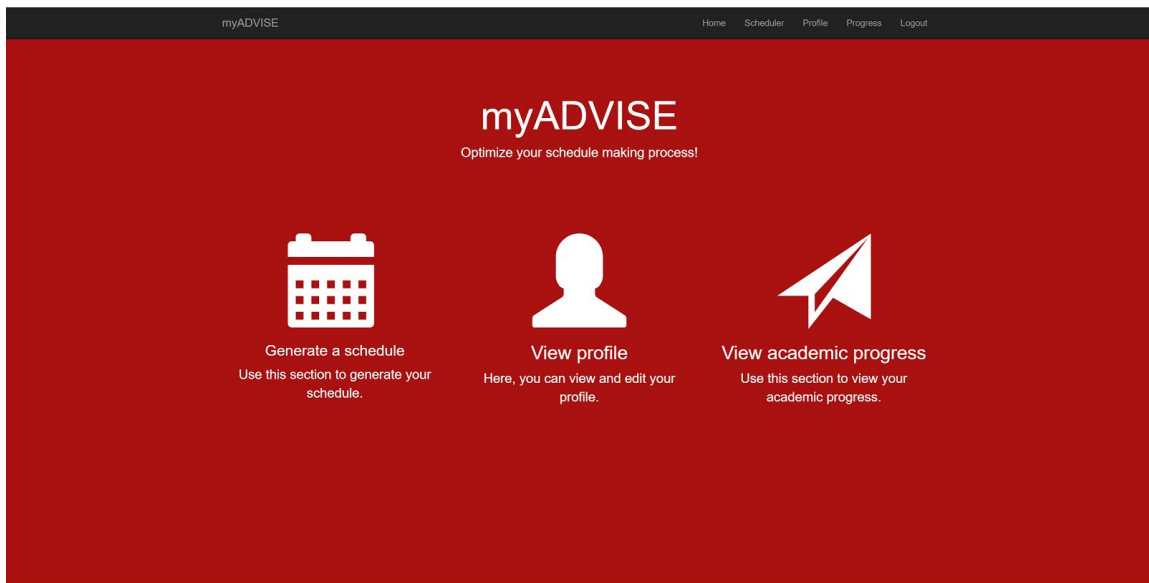 myADVISE
Home Scheduler Profile Progress Logout
myADVISE
Optimize your schedule making process!
Generate a schedule
Use this section to generate your
schedule.
View profile
Here, you can view and edit your
profile.
View academic progress
Use this section to view your
academic progress.